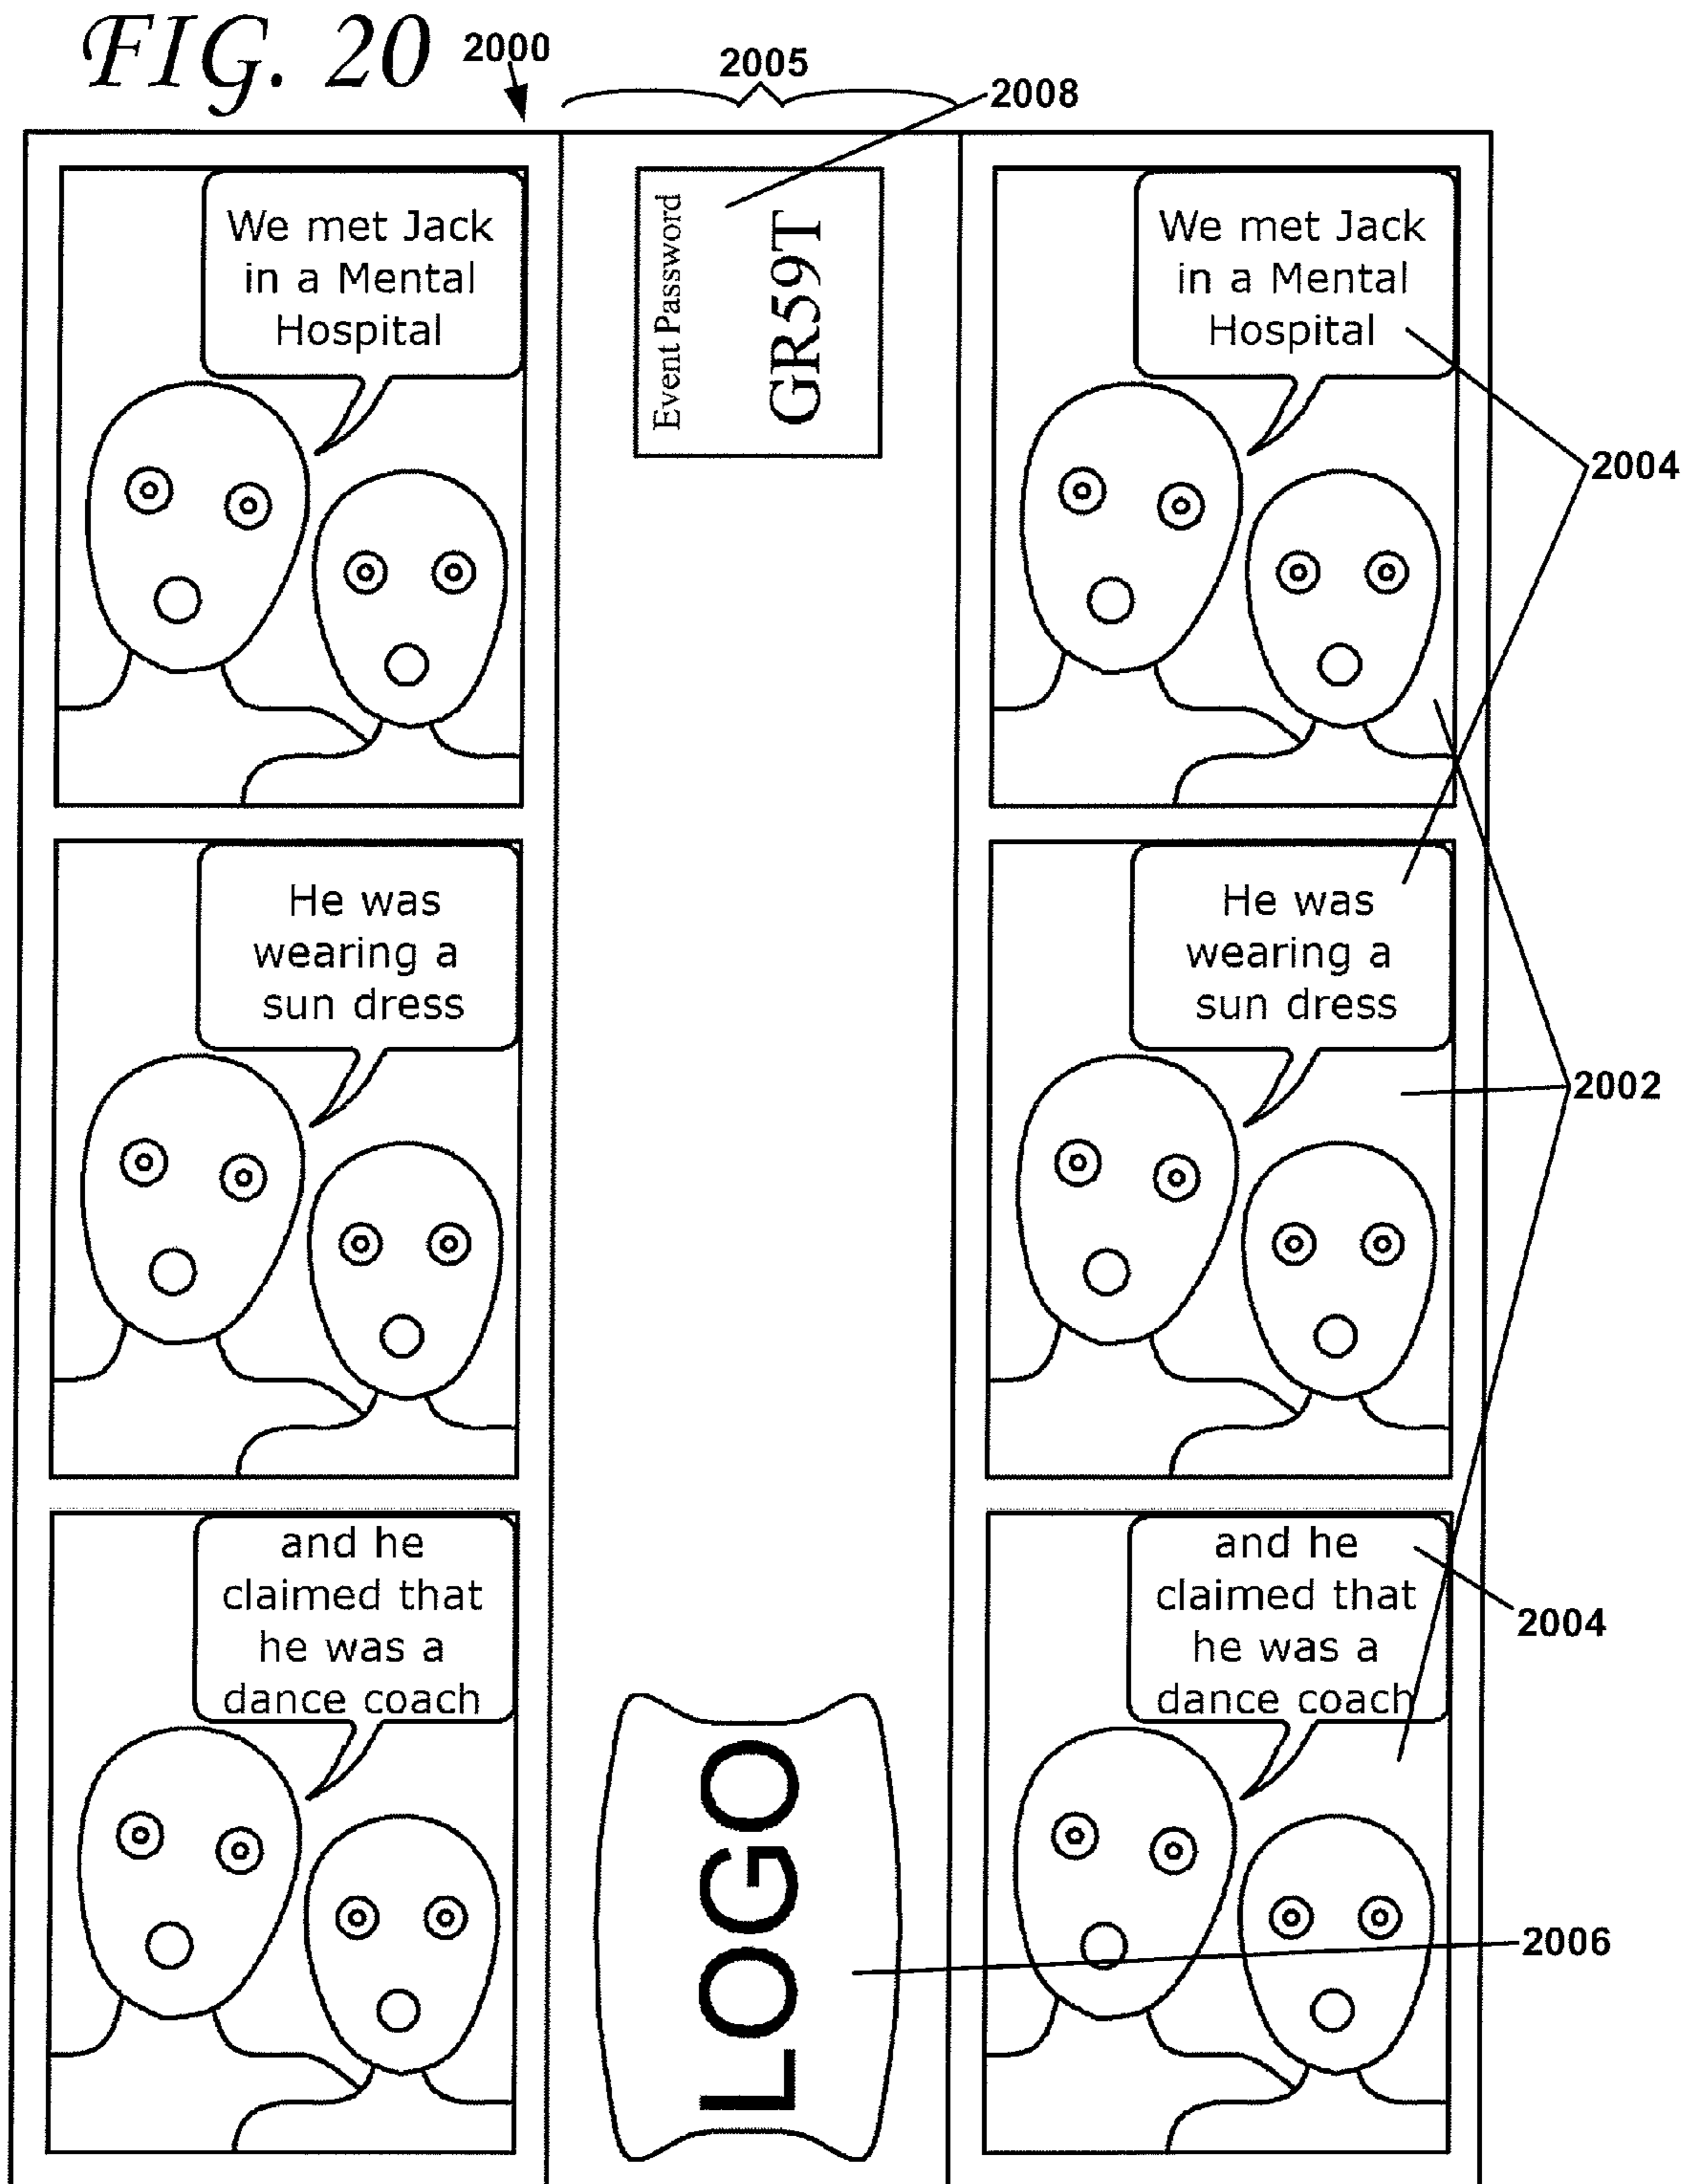 FIG. 20
2000
2005
2008
We met Jack
in a Mental
Hospital
Event Password
GR59T
We met Jack
in a Mental
Hospital
2004
He was
wearing a
sun dress
He was
wearing a
sun dress
2002
and he
claimed that
he was a
dance coach
LOGO
and he
claimed that
he was a
dance coach
2004
2006